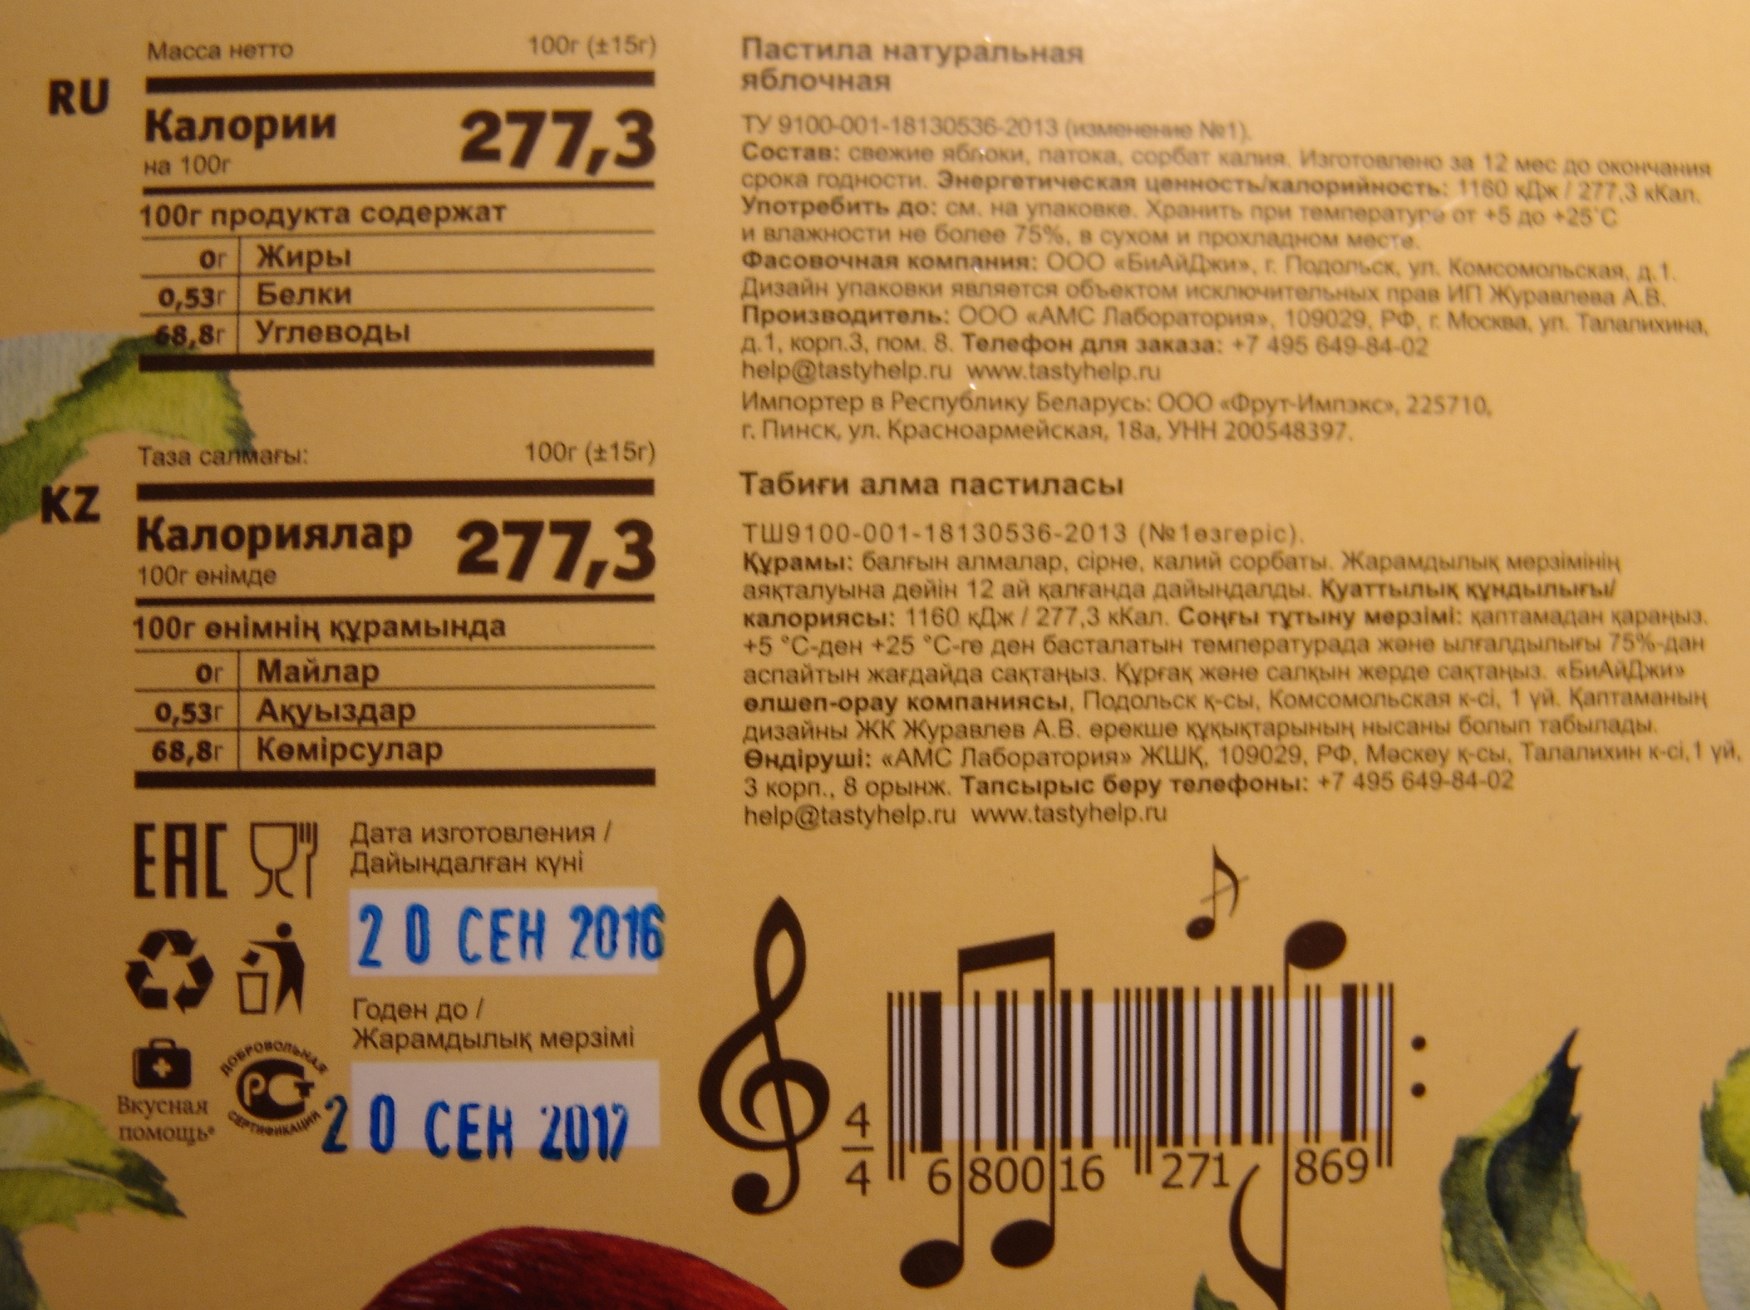 RU
Масса нетто 100г (±15г)
Калории 277,3
на 100г
100г продукта содержат
0г Жиры
0,53г Белки
68,8г Углеводы
KZ
Таза салмағы: 100г (±15г)
Калориялар 277,3
100г өнімде
100г өнімнің құрамында
0г Майлар
0,53г Ақуыздар
68,8г Көмірсулар
EAC
Дата изготовления /
Дайындалған күні
20 СЕН 2016
Годен до /
Жарамдылық мерзімі
20 СЕН 2017
Вкусная
помощь®
ДОБРОВОЛЬНАЯ
РСТ
СЕРТИФИКАЦИЯ
Пастила натуральная
яблочная
ТУ 9100-001-18130536-2013 (изменение №1).
Состав: свежие яблоки, патока, сорбат калия. Изготовлено за 12 мес до окончания
срока годности. Энергетическая ценность/калорийность: 1160 кДж / 277,3 кКал.
Употребить до: см. на упаковке. Хранить при температуре от +5 до +25°C
и влажности не более 75%, в сухом и прохладном месте.
Фасовочная компания: ООО «БиАйДжи», г. Подольск, ул. Комсомольская, д.1.
Дизайн упаковки является объектом исключительных прав ИП Журавлева А.В.
Производитель: ООО «АМС Лаборатория», 109029, РФ, г. Москва, ул. Талалихина,
д.1, корп.3, пом. 8. Телефон для заказа: +7 495 649-84-02
help@tastyhelp.ru www.tastyhelp.ru
Импортер в Республику Беларусь: ООО «Фрут-Импэкс», 225710,
г. Пинск, ул. Красноармейская, 18а, УНН 200548397.
Табиғи алма пастиласы
ТШ9100-001-18130536-2013 (№1өзгеріс).
Құрамы: балғын алмалар, сірне, калий сорбаты. Жарамдылық мерзімінің
аяқталуына дейін 12 ай қалғанда дайындалды. Қуаттылық құндылығы/
калориясы: 1160 кДж / 277,3 кКал. Соңғы тұтыну мерзімі: қаптамадан қараңыз.
+5 °C-ден +25 °C-ге ден басталатын температурада және ылғалдылығы 75%-дан
аспайтын жағдайда сақтаңыз. Құрғақ және салқын жерде сақтаңыз. «БиАйДжи»
өлшеп-орау компаниясы, Подольск қ-сы, Комсомольская к-сі, 1 үй. Қаптаманың
дизайны ЖК Журавлев А.В. ерекше құқықтарының нысаны болып табылады.
Өндіруші: «АМС Лаборатория» ЖШҚ, 109029, РФ, Мәскеу қ-сы, Талалихин к-сі,1 үй,
3 корп., 8 орынж. Тапсырыс беру телефоны: +7 495 649-84-02
help@tastyhelp.ru www.tastyhelp.ru
4
4
6 800 16 271 869